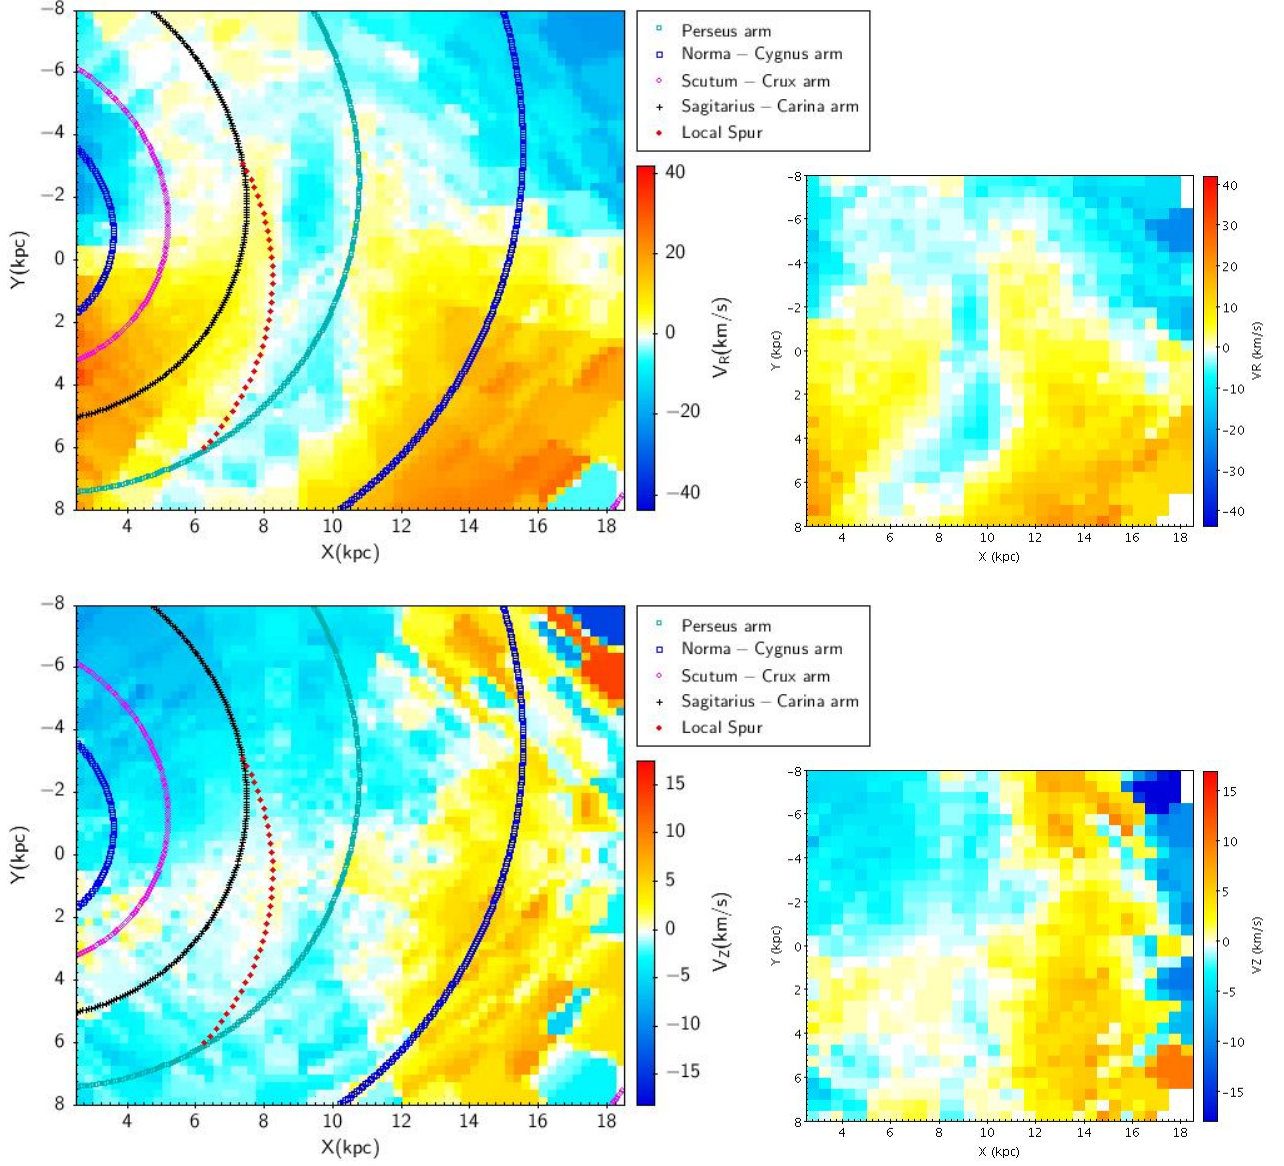 −8
−6
−4
−2
0
2
4
6
8
Y(kpc)
4 6 8 10 12 14 16 18
X(kpc)
Perseus arm
Norma − Cygnus arm
Scutum − Crux arm
Sagitarius − Carina arm
Local Spur
40
20
0
−20
−40
VR(km/s)
-8
-6
-4
-2
0
2
4
6
8
Y (kpc)
4 6 8 10 12 14 16 18
X (kpc)
40
30
20
10
0
-10
-20
-30
-40
VR (km/s)
−8
−6
−4
−2
0
2
4
6
8
Y(kpc)
4 6 8 10 12 14 16 18
X(kpc)
Perseus arm
Norma − Cygnus arm
Scutum − Crux arm
Sagitarius − Carina arm
Local Spur
15
10
5
0
−5
−10
−15
VZ(km/s)
-8
-6
-4
-2
0
2
4
6
8
Y (kpc)
4 6 8 10 12 14 16 18
X (kpc)
15
10
5
0
-5
-10
-15
VZ (km/s)